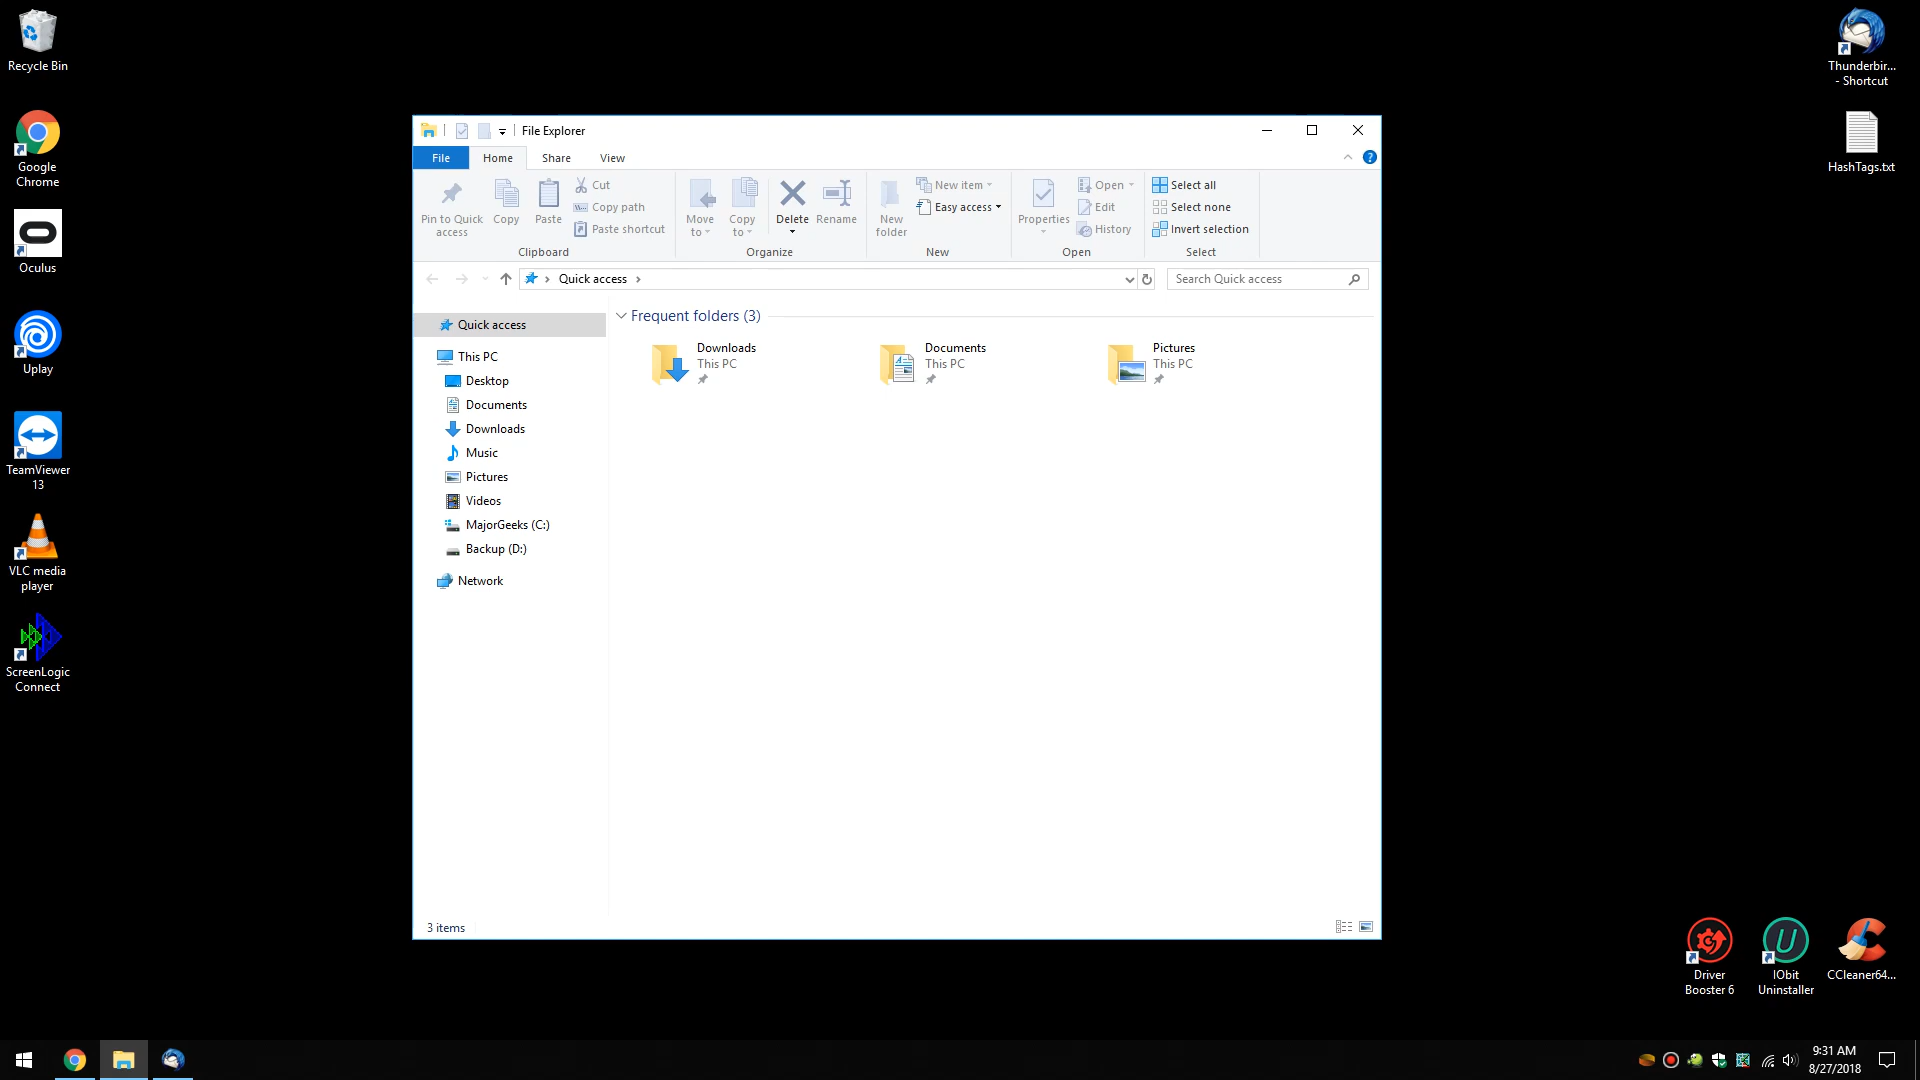 Recycle Bin
Google
Chrome
Oculus
Uplay
TeamViewer
13
VLC media
player
ScreenLogic
Connect
File Explorer
File
Home
Share
View
Pin to Quick
access
Copy
Paste
Cut
Copy path
Paste shortcut
Clipboard
Move
to
Copy
to
Delete
Rename
Organize
New
folder
New item
Easy access
New
Properties
Open
Edit
History
Open
Select all
Select none
Invert selection
Select
Quick access
Search Quick access
Quick access
This PC
Desktop
Documents
Downloads
Music
Pictures
Videos
MajorGeeks (C:)
Backup (D:)
Network
Frequent folders (3)
Downloads
This PC
Documents
This PC
Pictures
This PC
3 items
Thunderbir...
- Shortcut
HashTags.txt
Driver
Booster 6
IObit
Uninstaller
CCleaner64...
9:31 AM
8/27/2018